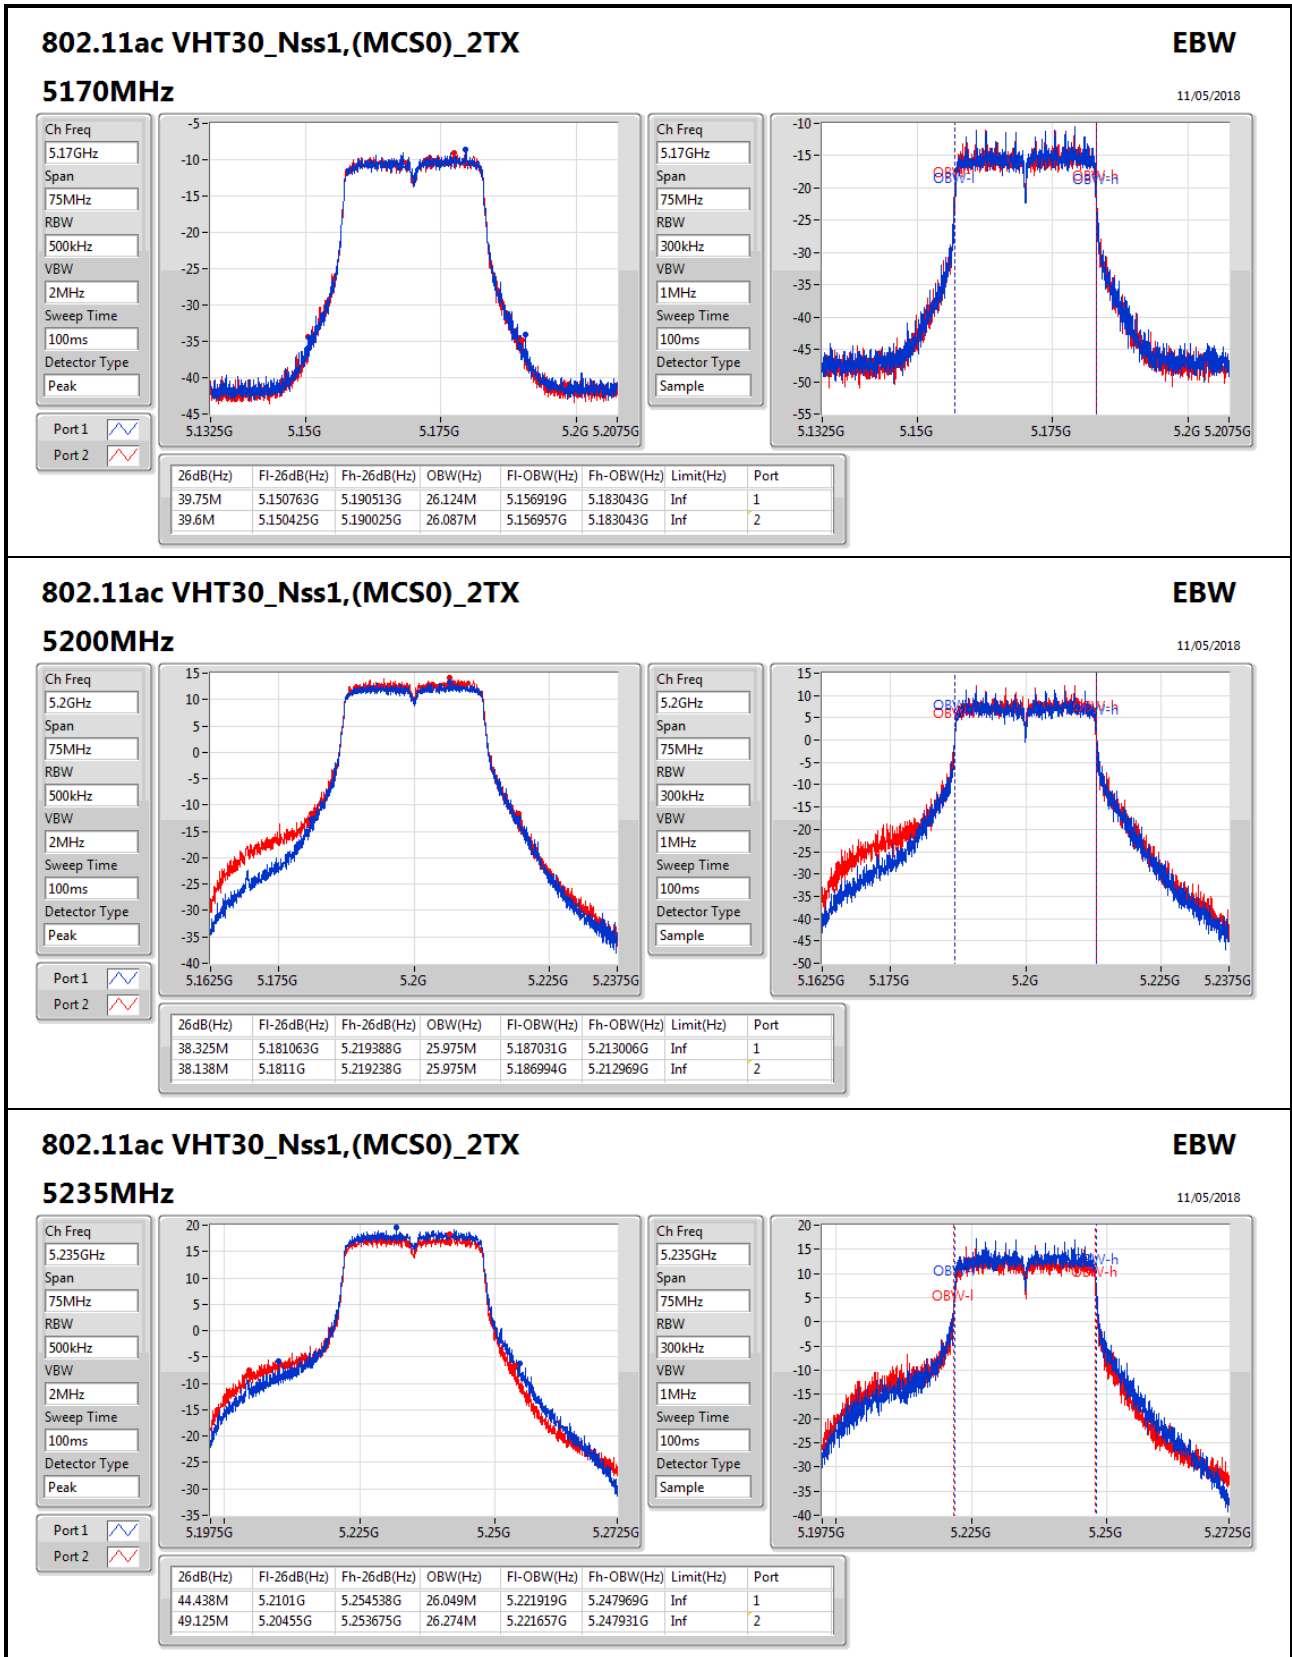 802.11ac VHT30_Nss1,(MCS0)_2TX EBW
5170MHz 11/05/2018
Ch Freq
5.17GHz
Span
75MHz
RBW
500kHz
VBW
2MHz
Sweep Time
100ms
Detector Type
Peak
Port 1
Port 2
-5
-10
-15
-20
-25
-30
-35
-40
-45
5.1325G 5.15G 5.175G 5.2G 5.2075G
Ch Freq
5.17GHz
Span
75MHz
RBW
300kHz
VBW
1MHz
Sweep Time
100ms
Detector Type
Sample
-10
-15
-20
-25
-30
-35
-40
-45
-50
-55
OBW-l OBW-h
5.1325G 5.15G 5.175G 5.2G 5.2075G
26dB(Hz) Fl-26dB(Hz) Fh-26dB(Hz) OBW(Hz) Fl-OBW(Hz) Fh-OBW(Hz) Limit(Hz) Port
39.75M 5.150763G 5.190513G 26.124M 5.156919G 5.183043G Inf 1
39.6M 5.150425G 5.190025G 26.087M 5.156957G 5.183043G Inf 2
802.11ac VHT30_Nss1,(MCS0)_2TX EBW
5200MHz 11/05/2018
Ch Freq
5.2GHz
Span
75MHz
RBW
500kHz
VBW
2MHz
Sweep Time
100ms
Detector Type
Peak
Port 1
Port 2
15
10
5
0
-5
-10
-15
-20
-25
-30
-35
-40
5.1625G 5.175G 5.2G 5.225G 5.2375G
Ch Freq
5.2GHz
Span
75MHz
RBW
300kHz
VBW
1MHz
Sweep Time
100ms
Detector Type
Sample
15
10
5
0
-5
-10
-15
-20
-25
-30
-35
-40
-45
-50
OBW-h
5.1625G 5.175G 5.2G 5.225G 5.2375G
26dB(Hz) Fl-26dB(Hz) Fh-26dB(Hz) OBW(Hz) Fl-OBW(Hz) Fh-OBW(Hz) Limit(Hz) Port
38.325M 5.181063G 5.219388G 25.975M 5.187031G 5.213006G Inf 1
38.138M 5.1811G 5.219238G 25.975M 5.186994G 5.212969G Inf 2
802.11ac VHT30_Nss1,(MCS0)_2TX EBW
5235MHz 11/05/2018
Ch Freq
5.235GHz
Span
75MHz
RBW
500kHz
VBW
2MHz
Sweep Time
100ms
Detector Type
Peak
Port 1
Port 2
20
15
10
5
0
-5
-10
-15
-20
-25
-30
-35
5.1975G 5.225G 5.25G 5.2725G
Ch Freq
5.235GHz
Span
75MHz
RBW
300kHz
VBW
1MHz
Sweep Time
100ms
Detector Type
Sample
20
15
10
5
0
-5
-10
-15
-20
-25
-30
-35
-40
OBW-h
OBW-h
OBW-l
5.1975G 5.225G 5.25G 5.2725G
26dB(Hz) Fl-26dB(Hz) Fh-26dB(Hz) OBW(Hz) Fl-OBW(Hz) Fh-OBW(Hz) Limit(Hz) Port
44.438M 5.2101G 5.254538G 26.049M 5.221919G 5.247969G Inf 1
49.125M 5.20455G 5.253675G 26.274M 5.221657G 5.247931G Inf 2